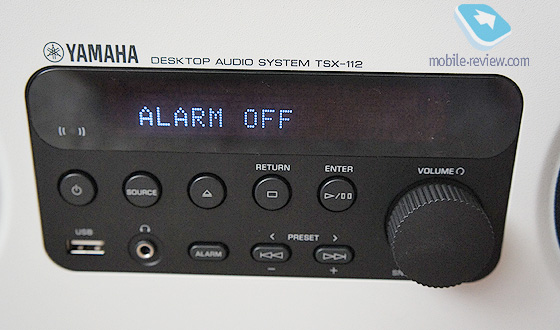 YAMAHA DESKTOP AUDIO SYSTEM TSX-112
mobile-review.com
ALARM OFF
RETURN ENTER VOLUME
SOURCE
USB
PRESET
ALARM
− +